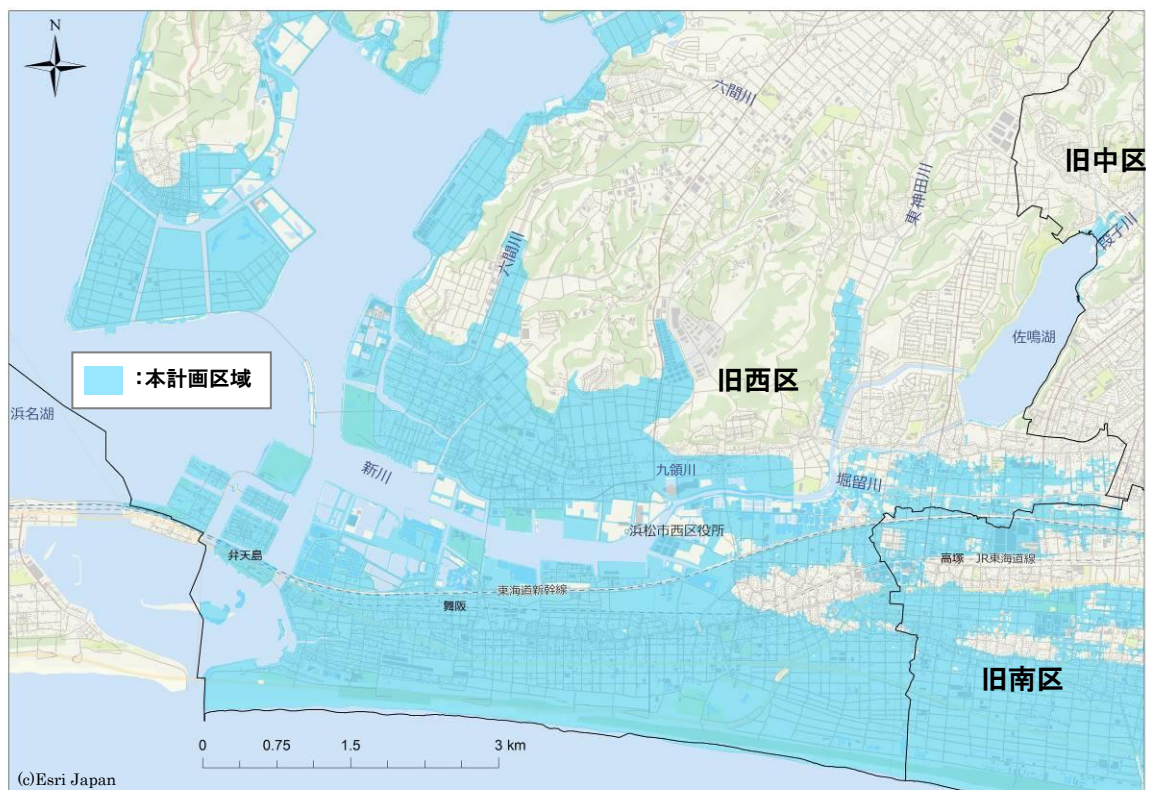 N
六間川
旧中区
東神田川
段子川
六間川
佐鳴湖
:本計画区域
旧西区
浜名湖
新川
九領川
堀留川
浜松市西区役所
弁天島
高塚 JR東海道線
東海道新幹線
舞阪
旧南区
0 0.75 1.5 3 km
(c)Esri Japan